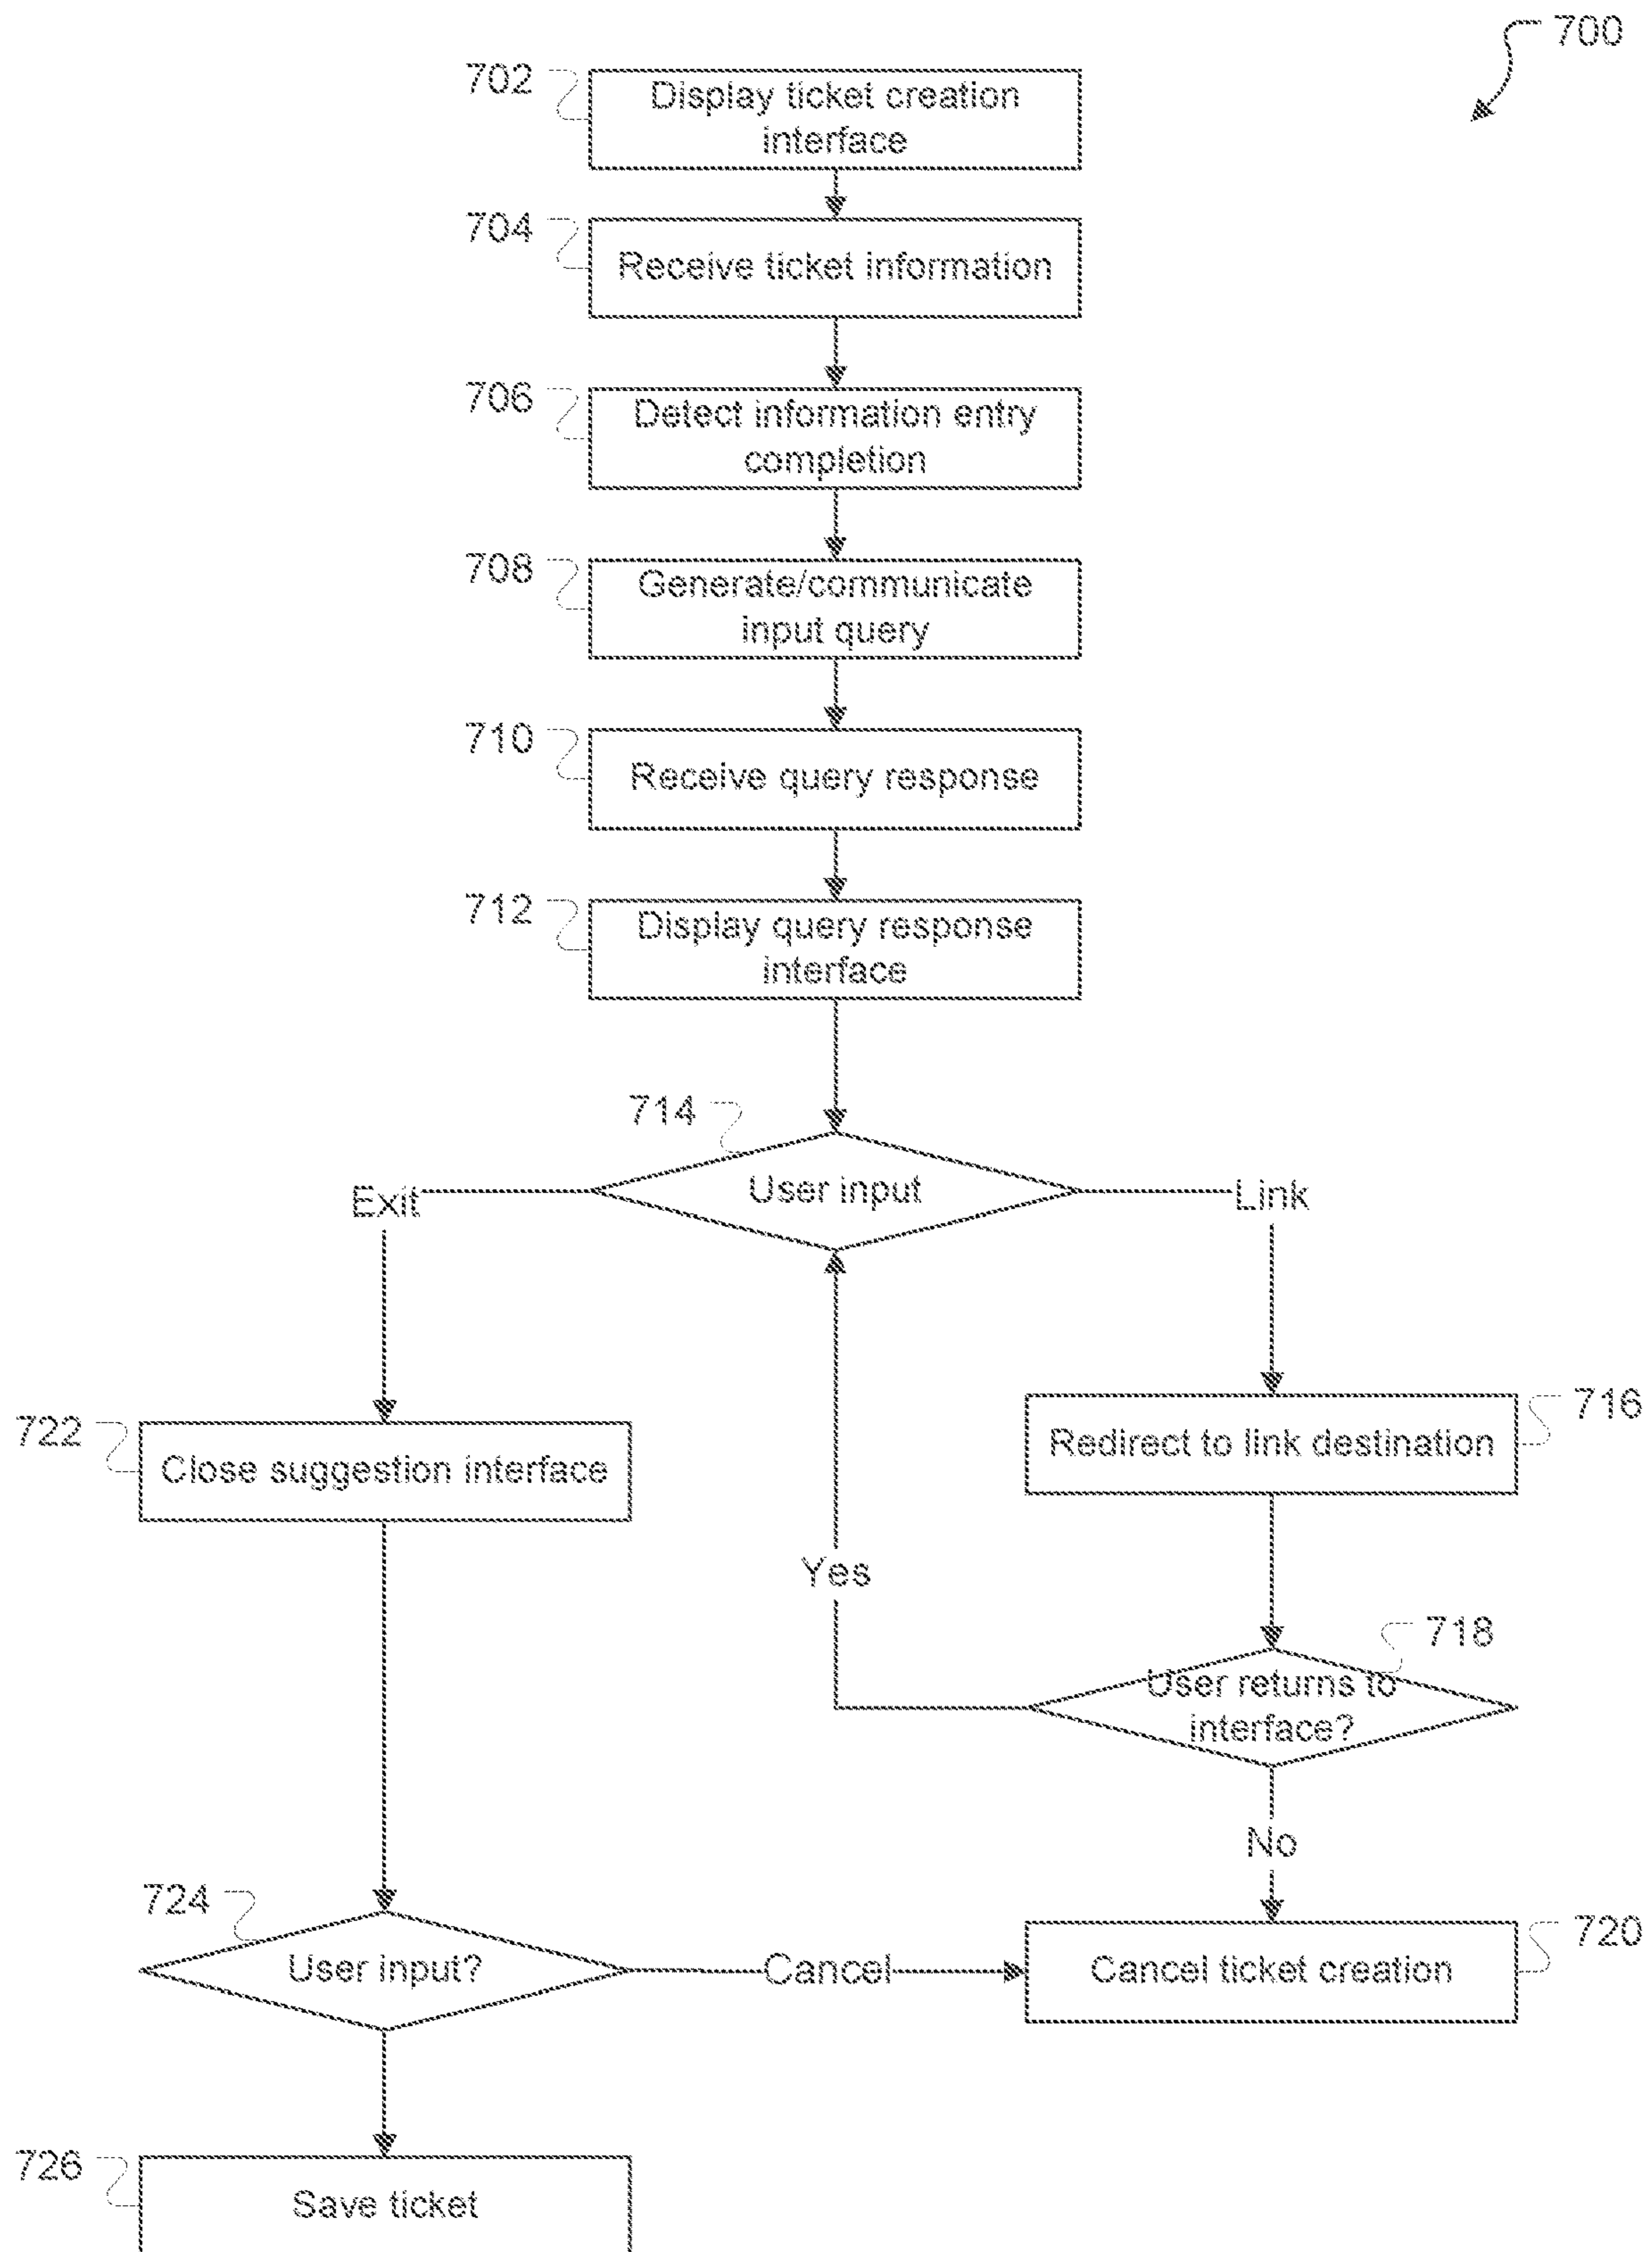 700
702
Display ticket creation
interface
704
Receive ticket information
706
Detect information entry
completion
708
Generate/communicate
input query
710
Receive query response
712
Display query response
interface
714
User input
Exit
Link
722
Close suggestion interface
716
Redirect to link destination
Yes
718
User returns to
interface?
No
724
User input?
Cancel
720
Cancel ticket creation
726
Save ticket